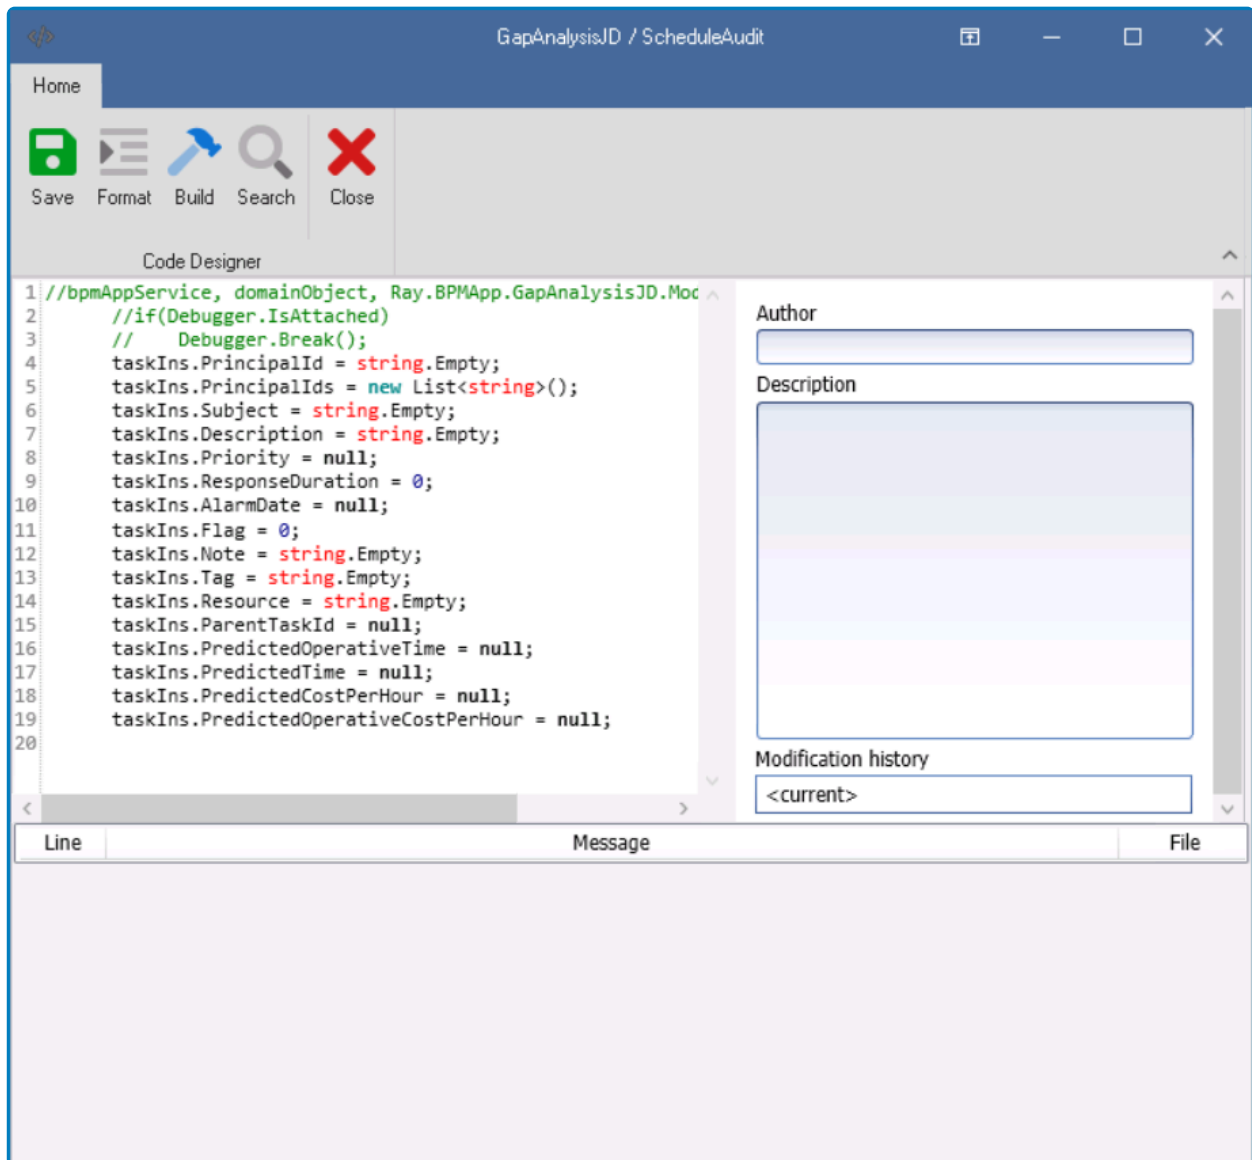 GapAnalysisJD / ScheduleAudit
Home
Save Format Build Search Close
Code Designer
1 //bpmAppService, domainObject, Ray.BPMApp.GapAnalysisJD.Mod
2 //if(Debugger.IsAttached)
3 // Debugger.Break();
4 taskIns.PrincipalId = string.Empty;
5 taskIns.PrincipalIds = new List<string>();
6 taskIns.Subject = string.Empty;
7 taskIns.Description = string.Empty;
8 taskIns.Priority = null;
9 taskIns.ResponseDuration = 0;
10 taskIns.AlarmDate = null;
11 taskIns.Flag = 0;
12 taskIns.Note = string.Empty;
13 taskIns.Tag = string.Empty;
14 taskIns.Resource = string.Empty;
15 taskIns.ParentTaskId = null;
16 taskIns.PredictedOperativeTime = null;
17 taskIns.PredictedTime = null;
18 taskIns.PredictedCostPerHour = null;
19 taskIns.PredictedOperativeCostPerHour = null;
20
Author
Description
Modification history
<current>
Line Message File